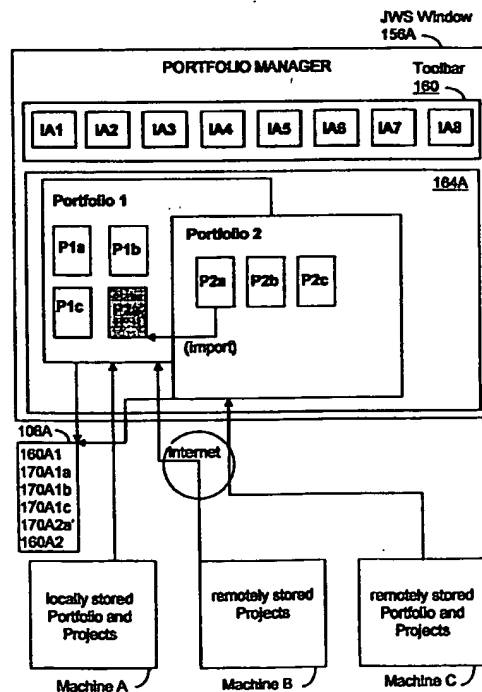 JWS Window
156A
PORTFOLIO MANAGER
Toolbar
160
IA1 IA2 IA3 IA4 IA5 IA6 IA7 IA8
164A
Portfolio 1
P1a P1b
Portfolio 2
P2a P2b P2c
P1c
(import)
106A
160A1
170A1a
170A1b
170A1c
170A2a'
160A2
Internet
locally stored
Portfolio and
Projects
remotely stored
Projects
remotely stored
Portfolio and
Projects
Machine A
Machine B
Machine C